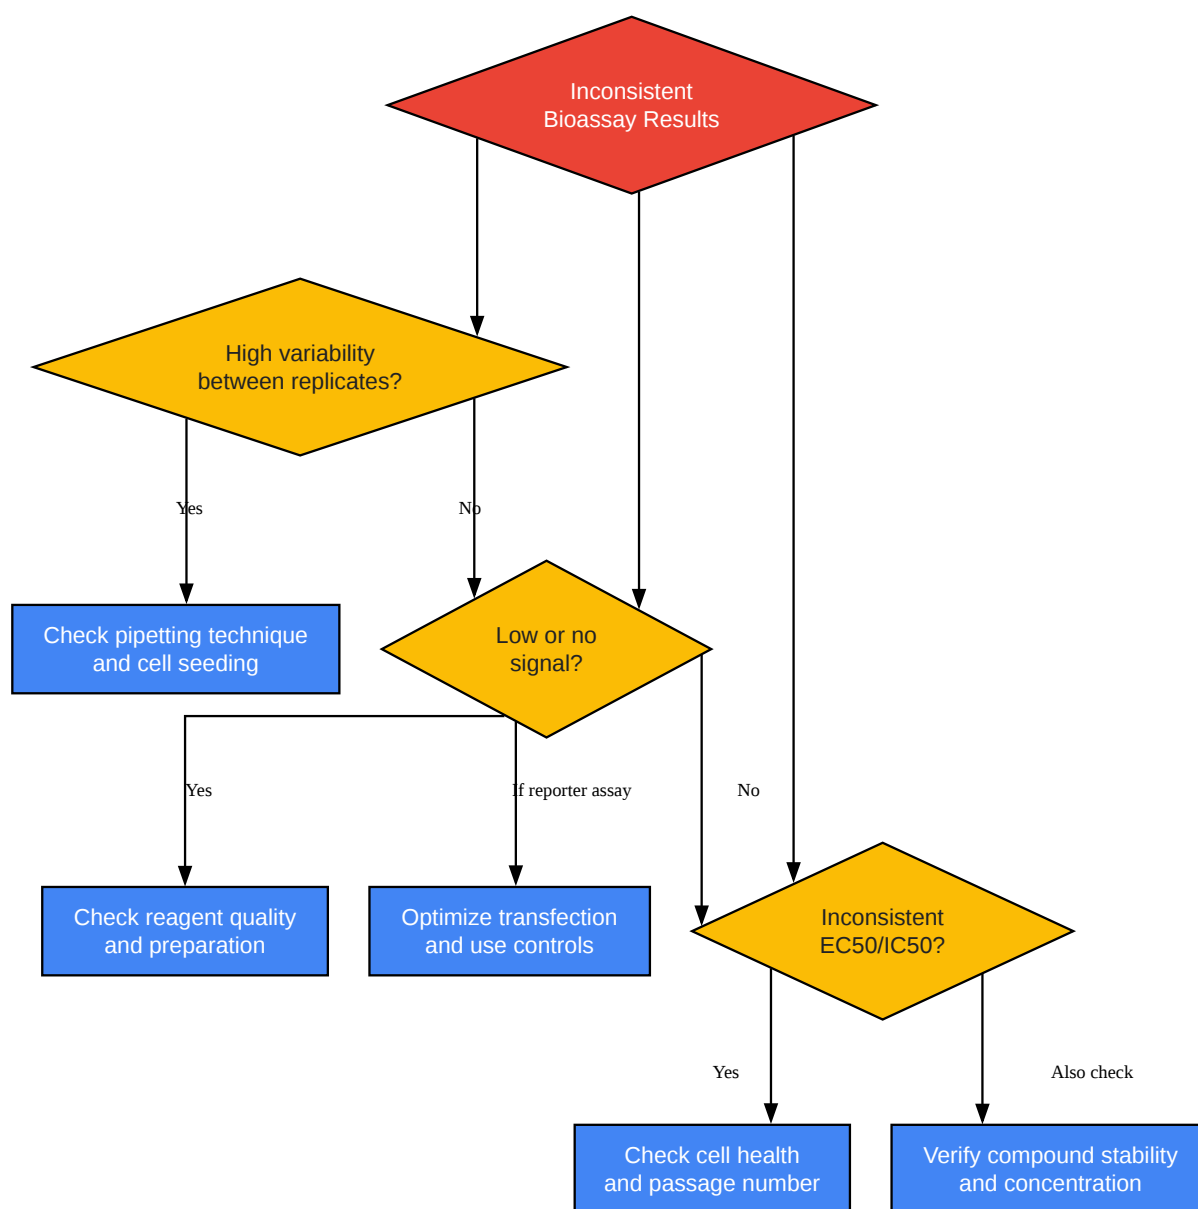 Inconsistent
Bioassay Results
High variability
between replicates?
Yes
No
Check pipetting technique
and cell seeding
Low or no
signal?
Yes
If reporter assay
No
Check reagent quality
and preparation
Optimize transfection
and use controls
Inconsistent
EC50/IC50?
Yes
Also check
Check cell health
and passage number
Verify compound stability
and concentration